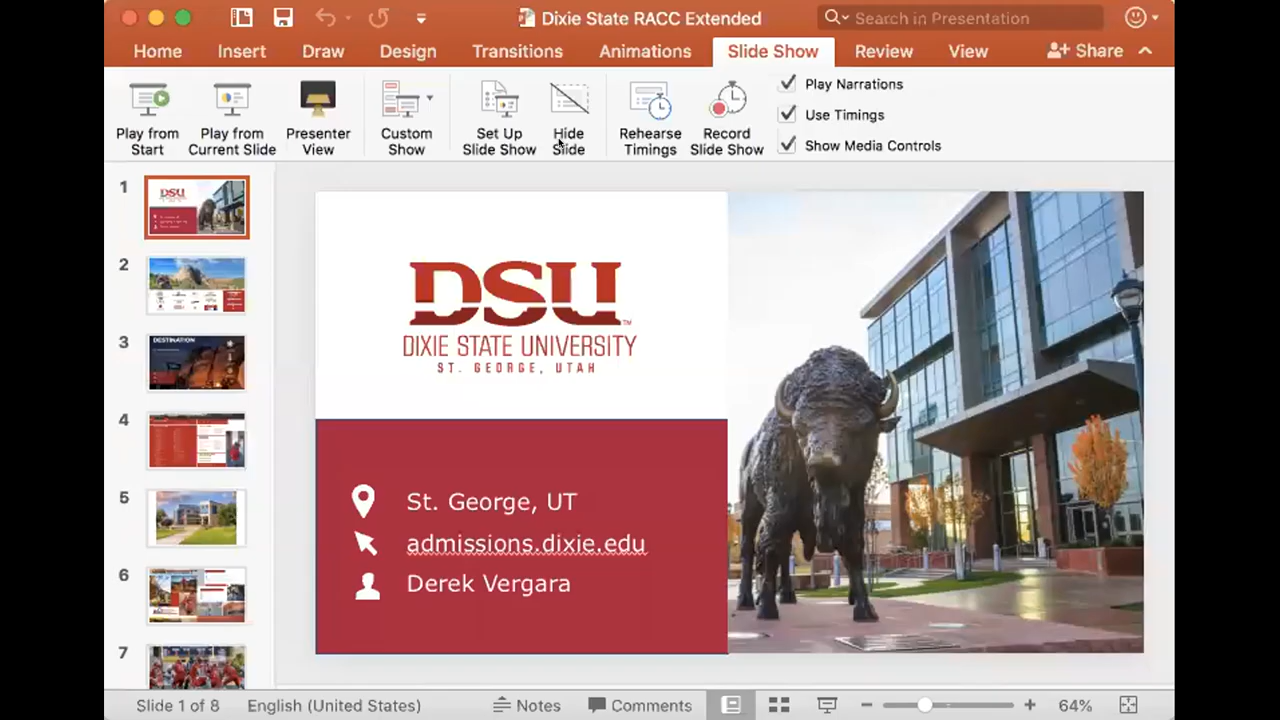 Dixie State RACC Extended
Search in Presentation
Home Insert Draw Design Transitions Animations Slide Show Review View Share
Play from Start
Play from Current Slide
Presenter View
Custom Show
Set Up Slide Show
Hide Slide
Rehearse Timings
Record Slide Show
Play Narrations
Use Timings
Show Media Controls
1
DSU
2
3
DESTINATION
4
5
6
7
DSU™
DIXIE STATE UNIVERSITY
ST. GEORGE, UTAH
St. George, UT
admissions.dixie.edu
Derek Vergara
Slide 1 of 8 English (United States) Notes Comments 64%